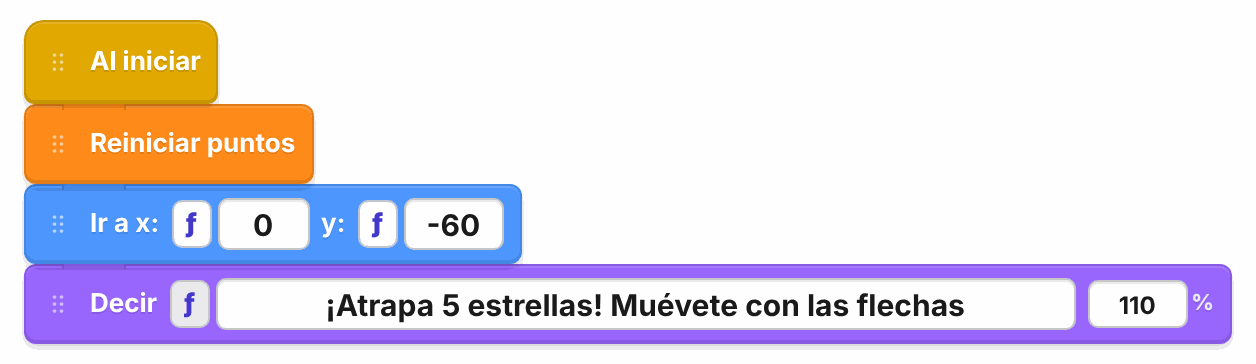 Al iniciar
Reiniciar puntos
Ir a x: ƒ 0 y: ƒ -60
Decir ƒ ¡Atrapa 5 estrellas! Muévete con las flechas 110 %